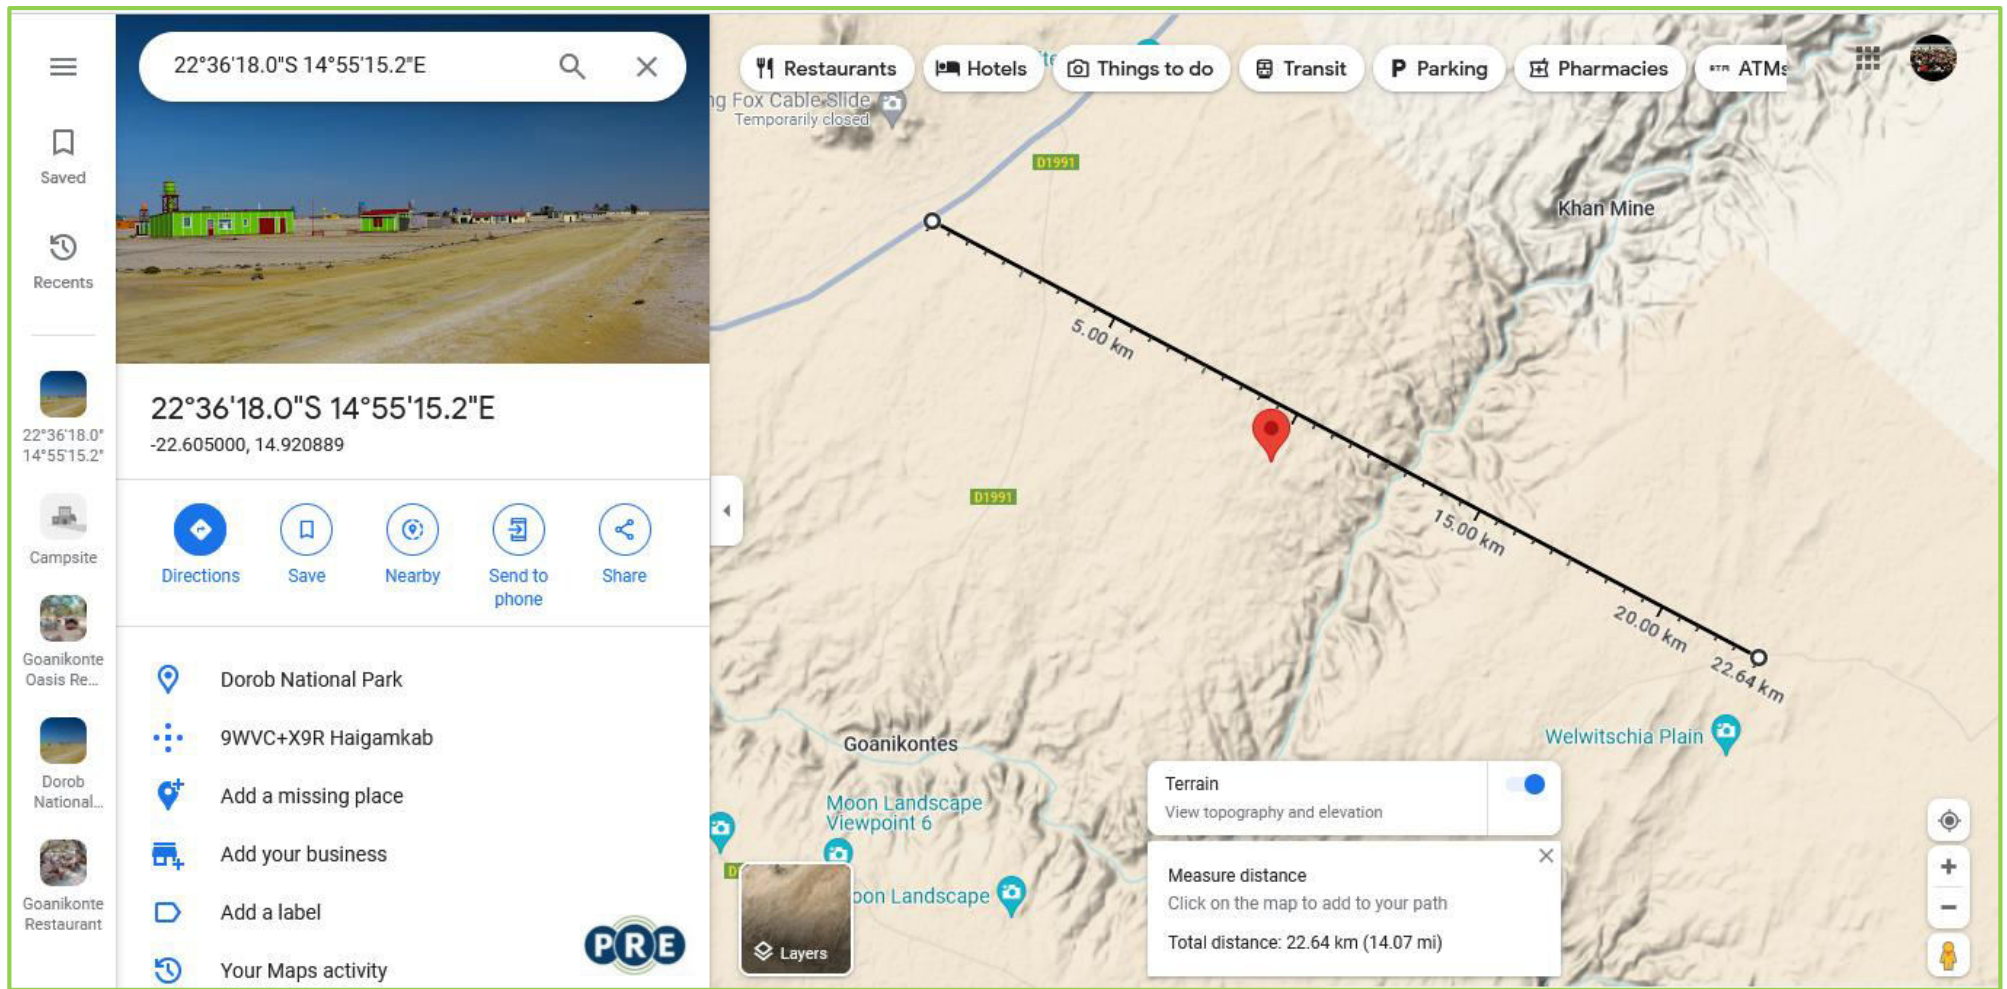 22°36'18.0"S 14°55'15.2"E
Restaurants
Hotels
Things to do
Transit
Parking
Pharmacies
ATMs
Saved
Recents
22°36'18.0"
14°55'15.2"
Campsite
Goanikonte
Oasis Re...
Dorob
National...
Goanikonte
Restaurant
22°36'18.0"S 14°55'15.2"E
-22.605000, 14.920889
Directions
Save
Nearby
Send to
phone
Share
Dorob National Park
9WVC+X9R Haigamkab
Add a missing place
Add your business
Add a label
Your Maps activity
PRE
ng Fox Cable Slide
Temporarily closed
D1991
Khan Mine
5.00 km
D1991
15.00 km
20.00 km
22.64 km
Welwitschia Plain
Goanikontes
Moon Landscape
Viewpoint 6
oon Landscape
Layers
Terrain
View topography and elevation
Measure distance
Click on the map to add to your path
Total distance: 22.64 km (14.07 mi)